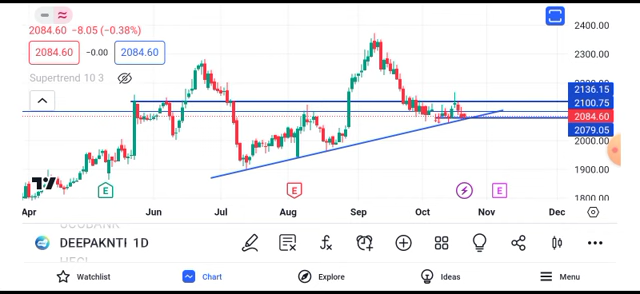 2084.60 −8.05 (−0.38%)
2084.60 −0.00 2084.60
Supertrend 10 3
2400.00
2300.00
2136.15
2100.75
2084.60
2079.05
2000.00
1900.00
1800.00
E E E
Apr Jun Jul Aug Sep Oct Nov Dec
DEEPAKNTR 1D
Watchlist Chart Explore Ideas Menu